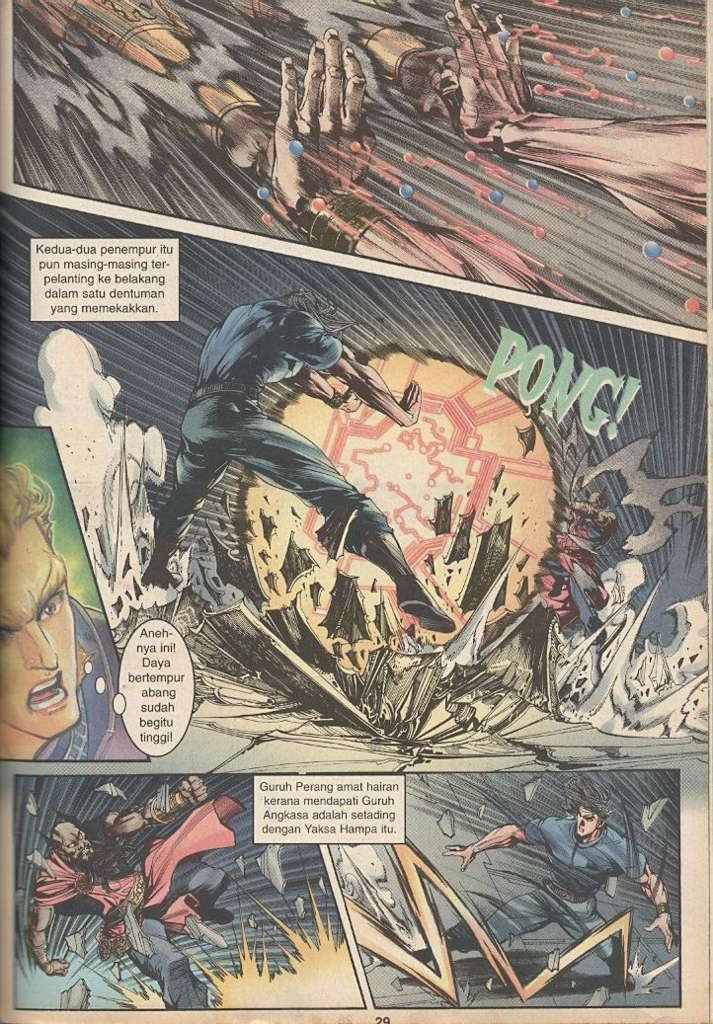 Kedua-dua penempur itu
pun masing-masing ter-
pelanting ke belakang
dalam satu dentuman
yang memekakkan.
PONG!
Aneh-
nya ini!
Daya
bertempur
abang
sudah
begitu
tinggi!
Guruh Perang amat hairan
kerana mendapati Guruh
Angkasa adalah setading
dengan Yaksa Hampa itu.
29